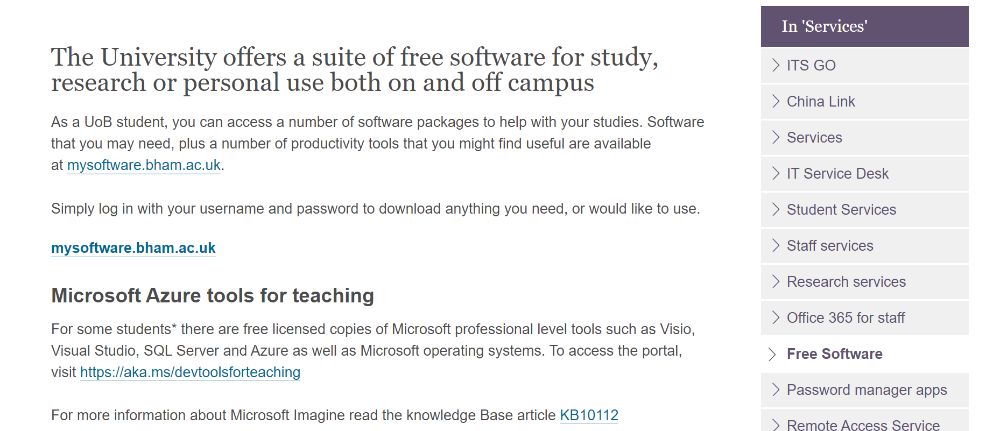 The University offers a suite of free software for study,
research or personal use both on and off campus
As a UoB student, you can access a number of software packages to help with your studies. Software
that you may need, plus a number of productivity tools that you might find useful are available
at mysoftware.bham.ac.uk.
Simply log in with your username and password to download anything you need, or would like to use.
mysoftware.bham.ac.uk
Microsoft Azure tools for teaching
For some students* there are free licensed copies of Microsoft professional level tools such as Visio,
Visual Studio, SQL Server and Azure as well as Microsoft operating systems. To access the portal,
visit https://aka.ms/devtoolsforteaching
For more information about Microsoft Imagine read the knowledge Base article KB10112
In 'Services'
ITS GO
China Link
Services
IT Service Desk
Student Services
Staff services
Research services
Office 365 for staff
Free Software
Password manager apps
Remote Access Service